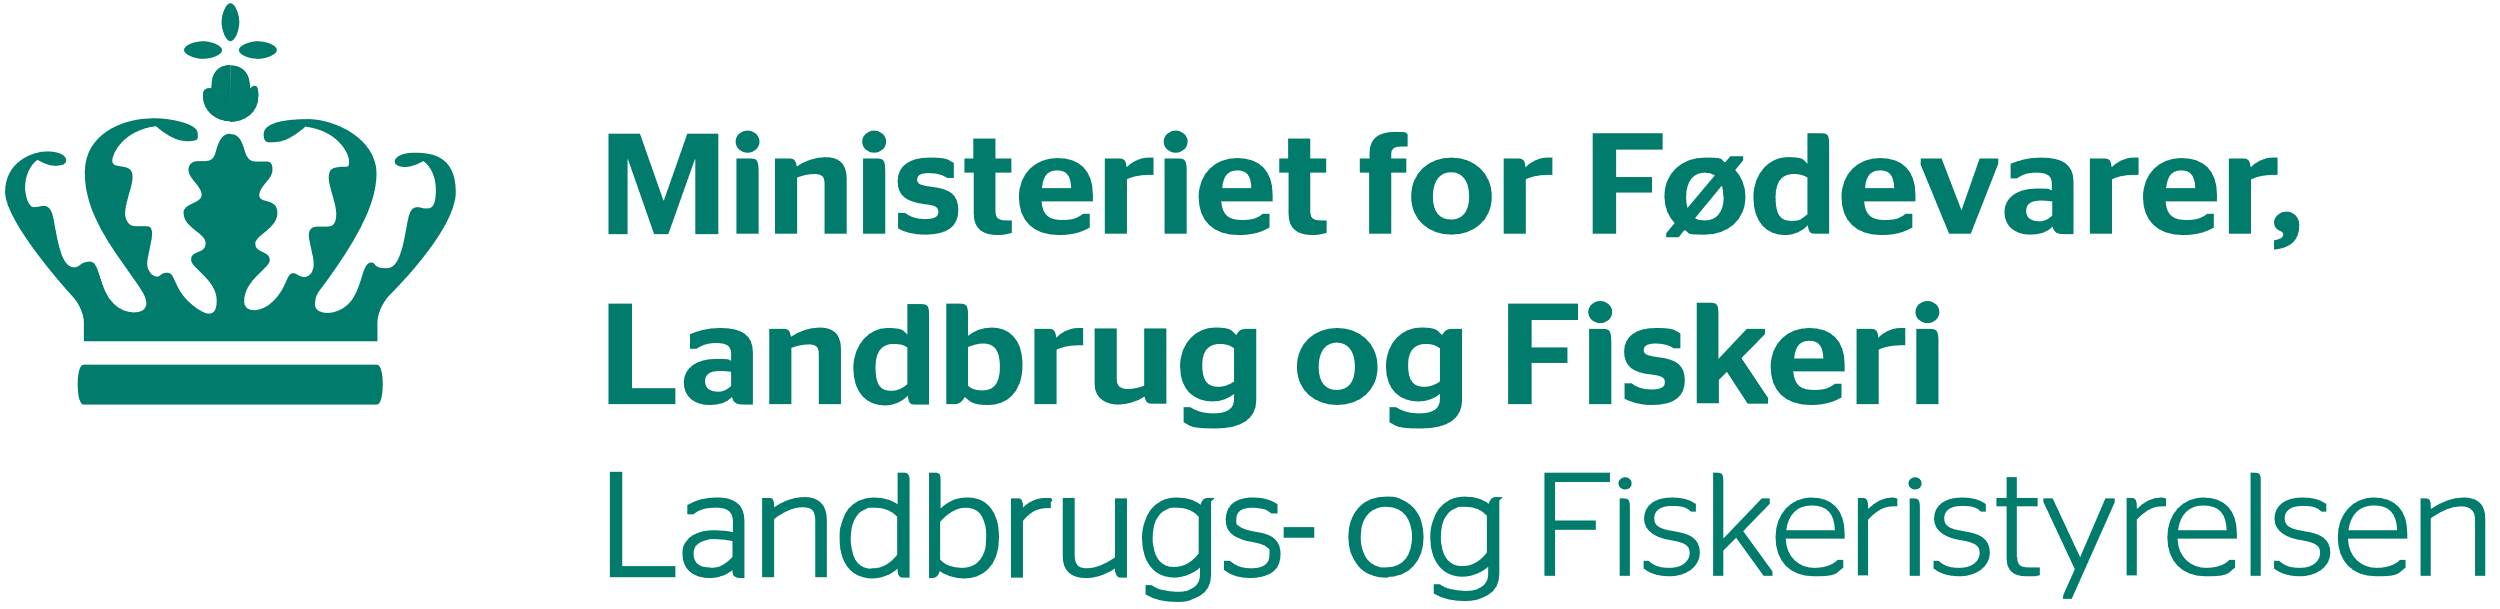 Ministeriet for Fødevarer,
Landbrug og Fiskeri
Landbrugs- og Fiskeristyrelsen